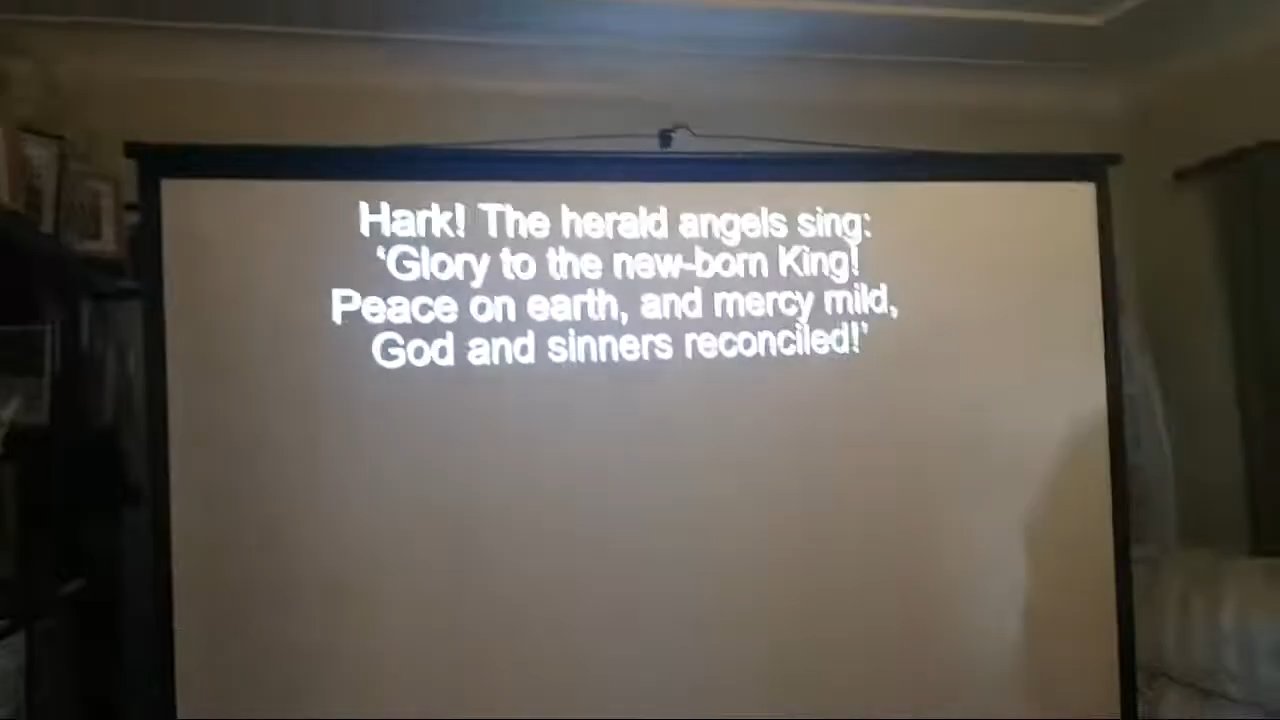 Hark! The herald angels sing:
‘Glory to the new-born King!
Peace on earth, and mercy mild,
God and sinners reconciled!’